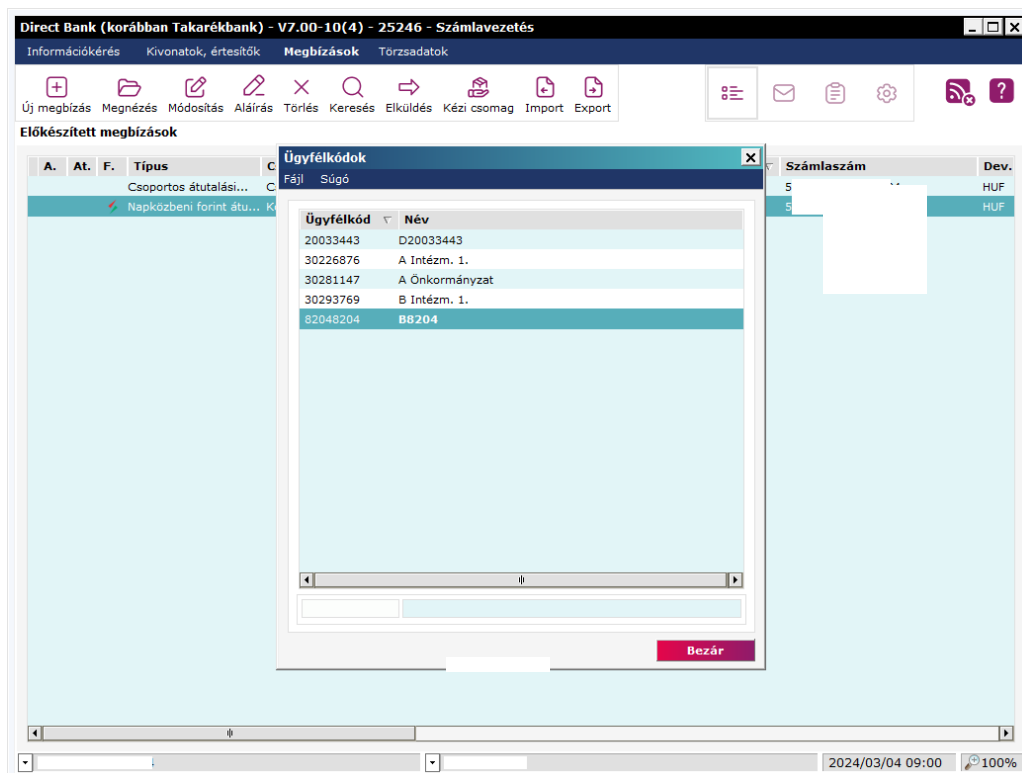 Direct Bank (korábban Takarékbank) - V7.00-10(4) - 25246 - Számlavezetés
Információkérés Kivonatok, értesítők Megbízások Törzsadatok
Új megbízás Megnézés Módosítás Aláírás Törlés Keresés Elküldés Kézi csomag Import Export
Előkészített megbízások
A. At. F. Típus C Számlaszám Dev.
Csoportos átutalási... C 5 HUF
Napközbeni forint átu... K 5 HUF
Ügyfélkódok
Fájl Súgó
Ügyfélkód Név
20033443 D20033443
30226876 A Intézm. 1.
30281147 A Önkormányzat
30293769 B Intézm. 1.
82048204 B8204
Bezár
2024/03/04 09:00 100%